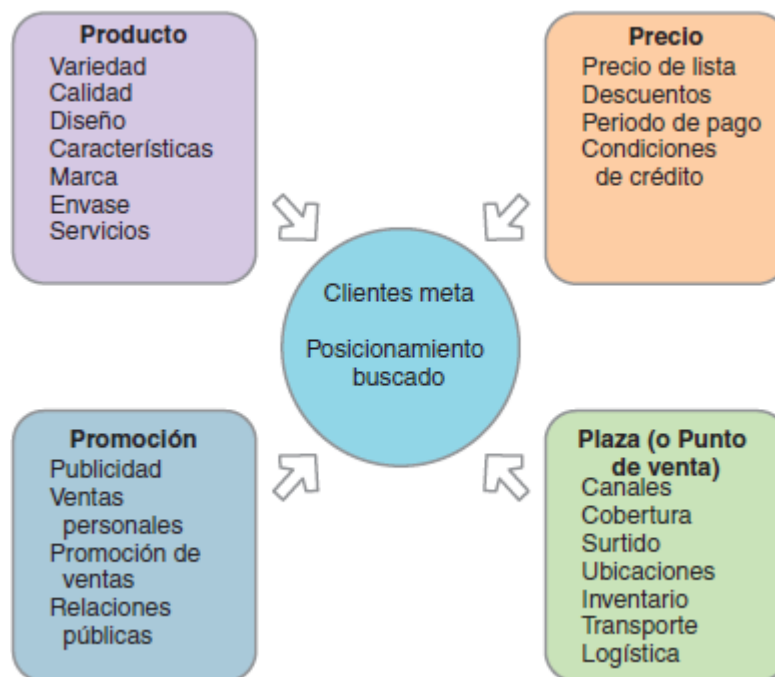 Producto
Variedad
Calidad
Diseño
Características
Marca
Envase
Servicios
Precio
Precio de lista
Descuentos
Periodo de pago
Condiciones
de crédito
Clientes meta
Posicionamiento
buscado
Promoción
Publicidad
Ventas
personales
Promoción de
ventas
Relaciones
públicas
Plaza (o Punto
de venta)
Canales
Cobertura
Surtido
Ubicaciones
Inventario
Transporte
Logística